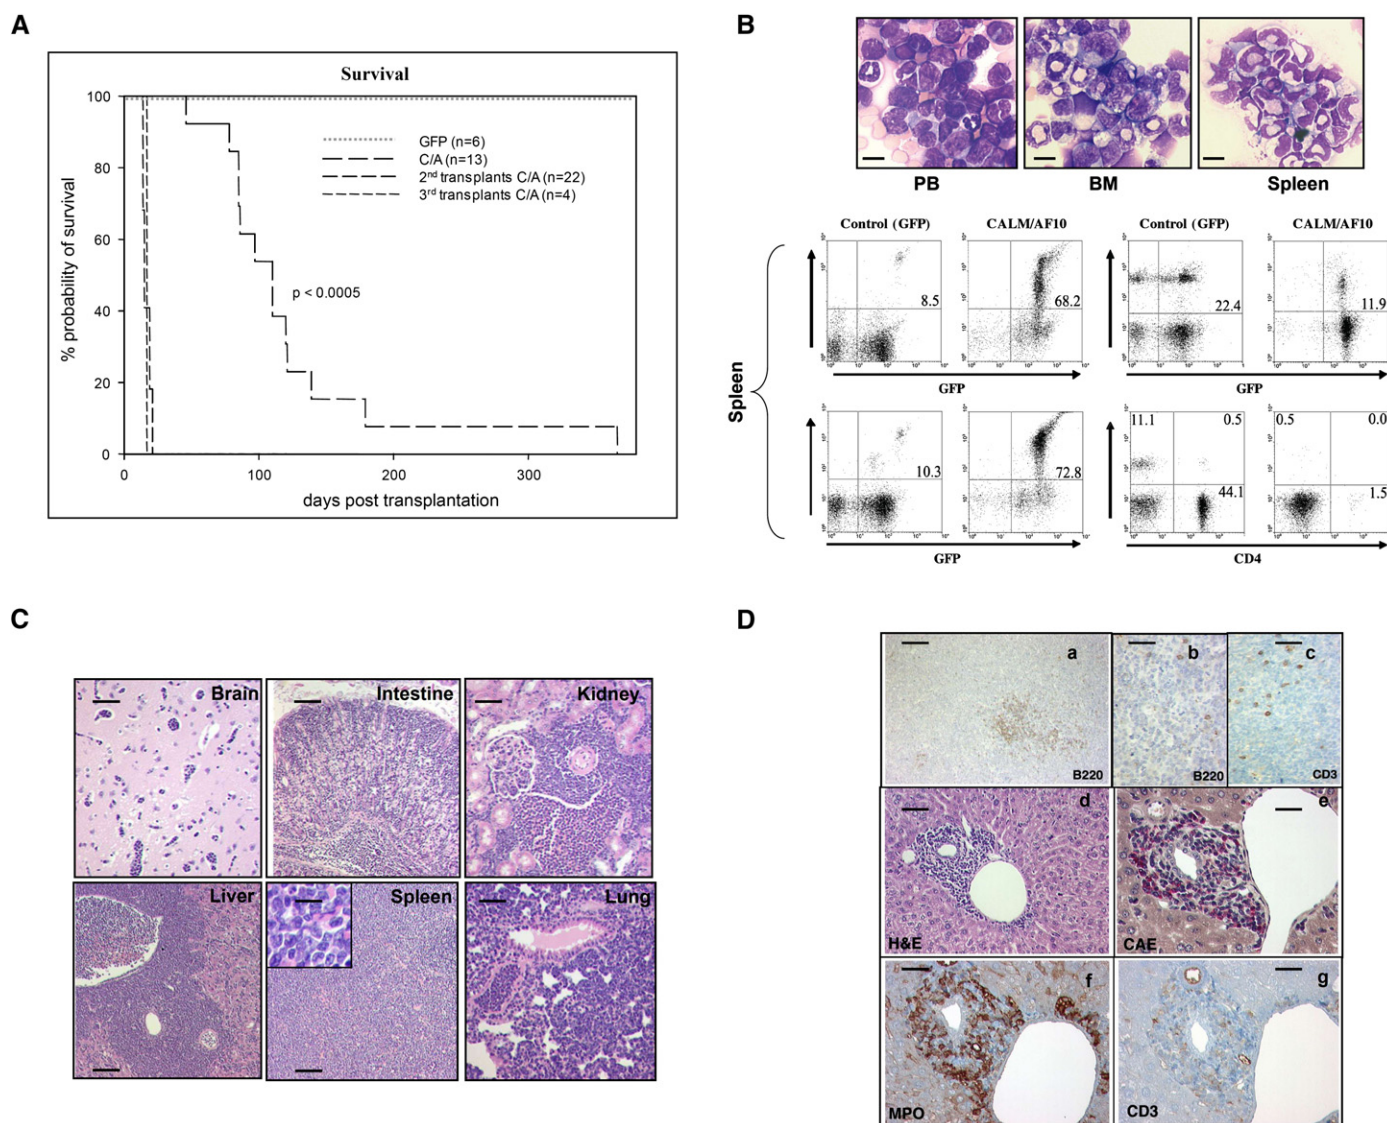 A
Survival
100
80
60
40
20
0
% probability of survival
GFP (n=6)
C/A (n=13)
2nd transplants C/A (n=22)
3rd transplants C/A (n=4)
p < 0.0005
0 100 200 300
days post transplantation
B
PB BM Spleen
Control (GFP) CALM/AF10 Control (GFP) CALM/AF10
8.5 68.2 22.4 11.9
GFP GFP
Spleen
11.1 0.5 0.5 0.0
10.3 72.8 44.1 1.5
GFP CD4
C
Brain Intestine Kidney
Liver Spleen Lung
D
a b c
B220 B220 CD3
d e
H&E CAE
f g
MPO CD3